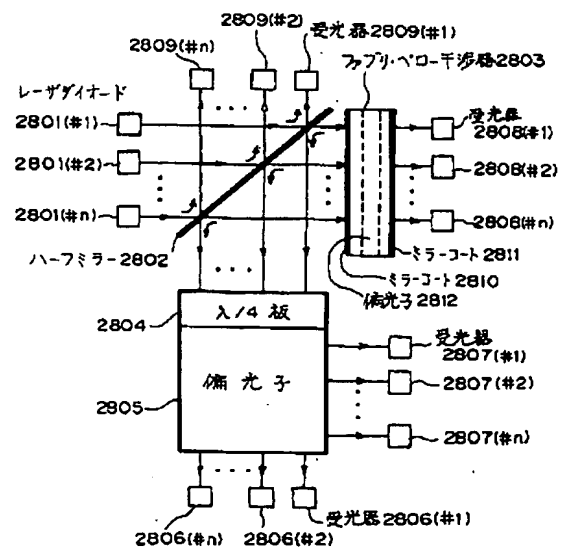 2809(#n)
2809(#2)
受光器2809(#1)
ファブリ・ペロー干渉器2803
レーザダイオード
2801(#1)
2801(#2)
2801(#n)
受光器
2808(#1)
2808(#2)
2808(#n)
ハーフミラー2802
ミラーコート2811
ミラーコート2810
偏光子2812
2804
λ/4板
2805
偏光子
受光器
2807(#1)
2807(#2)
2807(#n)
2806(#n)
2806(#2)
受光器2806(#1)